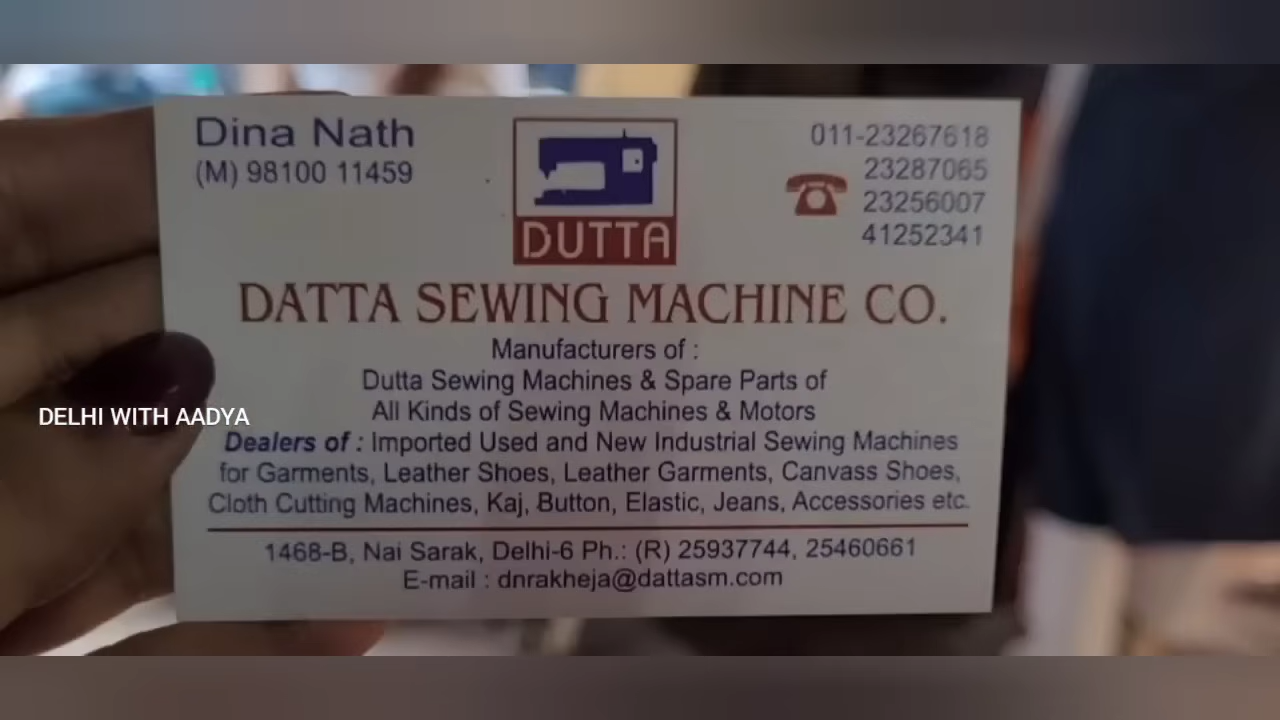 Dina Nath
(M) 98100 11459
DUTTA
011-23267618
23287065
23256007
41252341
DATTA SEWING MACHINE CO.
Manufacturers of :
Dutta Sewing Machines & Spare Parts of
All Kinds of Sewing Machines & Motors
Dealers of : Imported Used and New Industrial Sewing Machines
for Garments, Leather Shoes, Leather Garments, Canvass Shoes,
Cloth Cutting Machines, Kaj, Button, Elastic, Jeans, Accessories etc.
1468-B, Nai Sarak, Delhi-6 Ph.: (R) 25937744, 25460661
E-mail : dnrakheja@dattasm.com
DELHI WITH AADYA